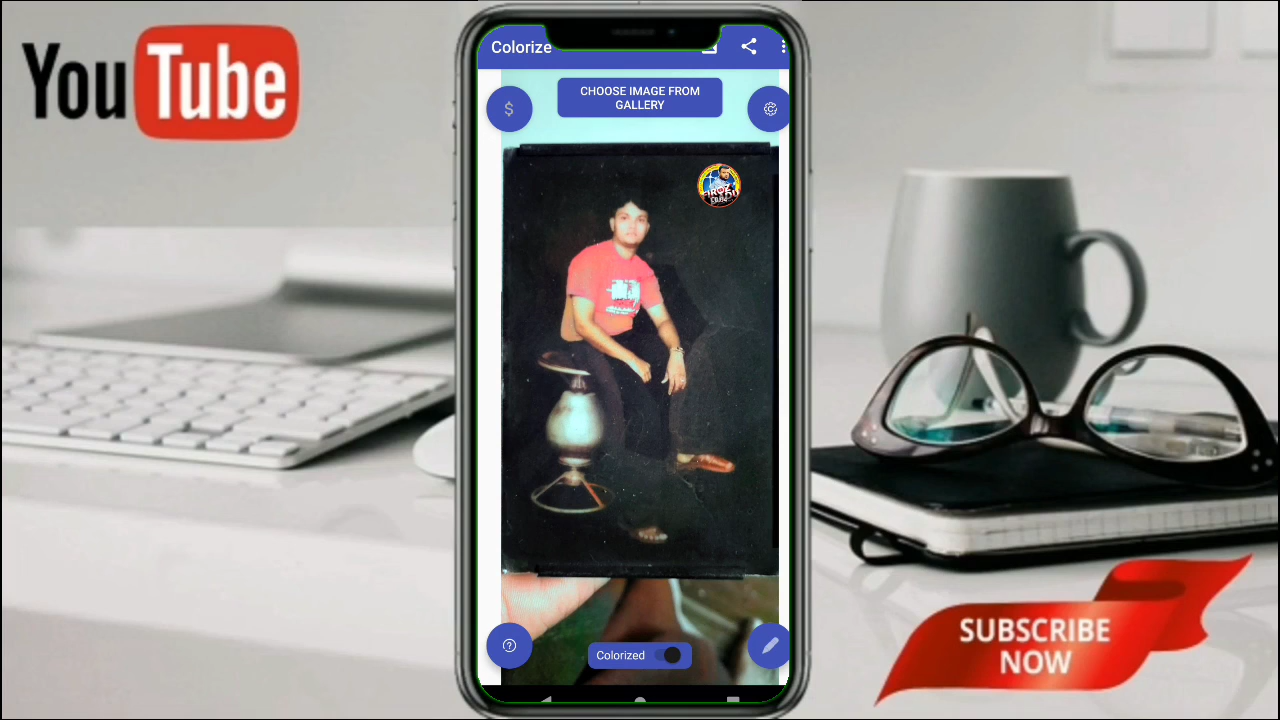 YouTube
Colorize
CHOOSE IMAGE FROM
GALLERY
$
C
?
Colorized
SUBSCRIBE
NOW